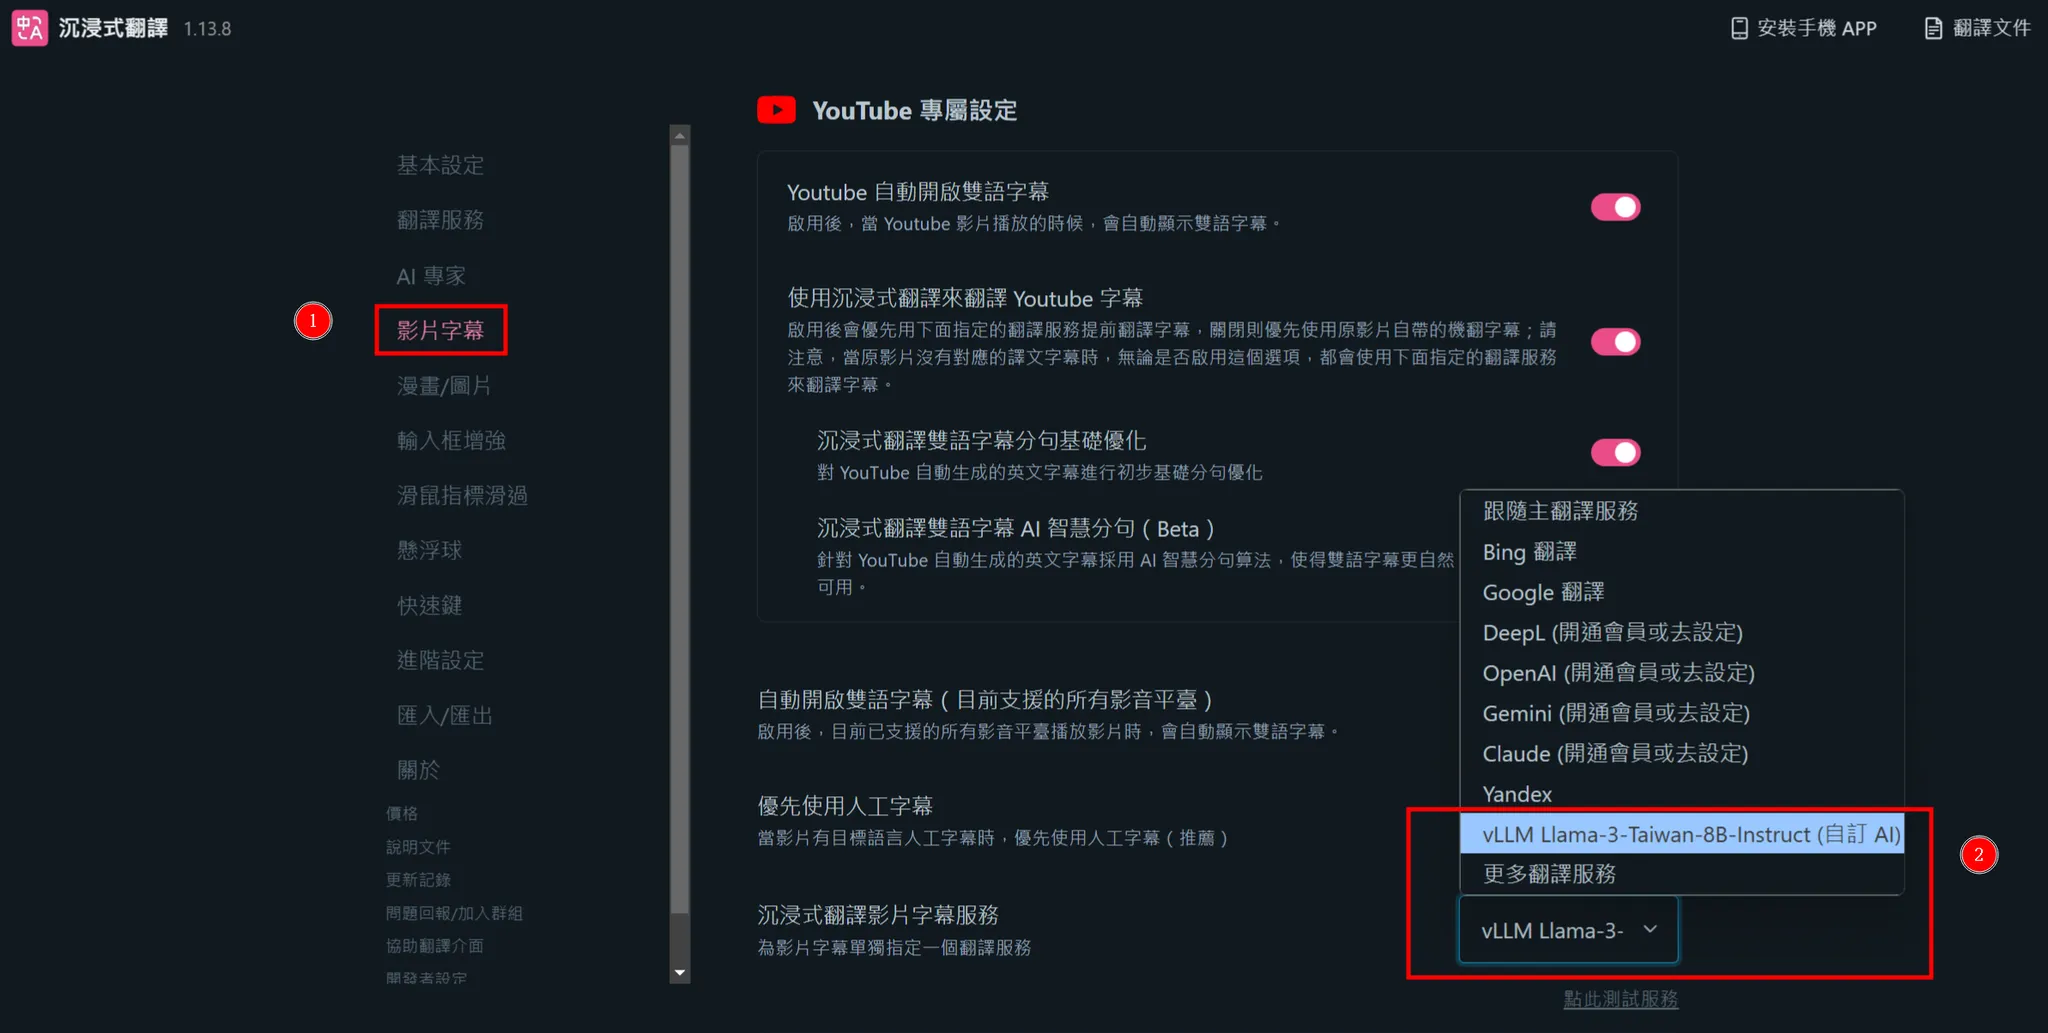 沉浸式翻譯 1.13.8
安裝手機 APP
翻譯文件
基本設定
翻譯服務
AI 專家
1
影片字幕
漫畫/圖片
輸入框增強
滑鼠指標滑過
懸浮球
快速鍵
進階設定
匯入/匯出
關於
價格
說明文件
更新記錄
問題回報/加入群組
協助翻譯介面
開發者設定
YouTube 專屬設定
Youtube 自動開啟雙語字幕
啟用後，當 Youtube 影片播放的時候，會自動顯示雙語字幕。
使用沉浸式翻譯來翻譯 Youtube 字幕
啟用後會優先用下面指定的翻譯服務提前翻譯字幕，關閉則優先使用原影片自帶的機翻字幕；請
注意，當原影片沒有對應的譯文字幕時，無論是否啟用這個選項，都會使用下面指定的翻譯服務
來翻譯字幕。
沉浸式翻譯雙語字幕分句基礎優化
對 YouTube 自動生成的英文字幕進行初步基礎分句優化
沉浸式翻譯雙語字幕 AI 智慧分句 ( Beta )
針對 YouTube 自動生成的英文字幕採用 AI 智慧分句算法，使得雙語字幕更自然
可用。
自動開啟雙語字幕 ( 目前支援的所有影音平臺 )
啟用後，目前已支援的所有影音平臺播放影片時，會自動顯示雙語字幕。
優先使用人工字幕
當影片有目標語言人工字幕時，優先使用人工字幕 ( 推薦 )
沉浸式翻譯影片字幕服務
為影片字幕單獨指定一個翻譯服務
跟隨主翻譯服務
Bing 翻譯
Google 翻譯
DeepL (開通會員或去設定)
OpenAI (開通會員或去設定)
Gemini (開通會員或去設定)
Claude (開通會員或去設定)
Yandex
vLLM Llama-3-Taiwan-8B-Instruct (自訂 AI)
更多翻譯服務
2
vLLM Llama-3-
點此測試服務